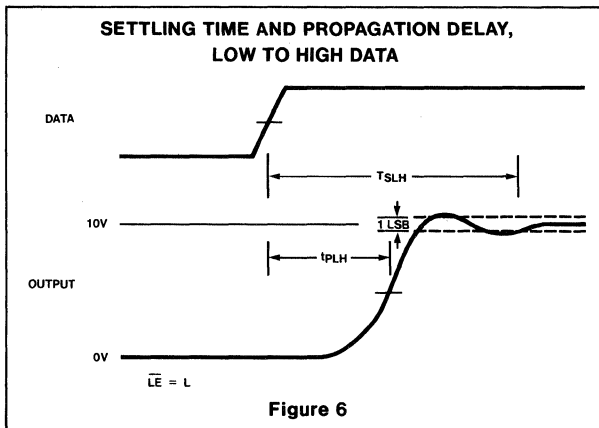 SETTLING TIME AND PROPAGATION DELAY,
LOW TO HIGH DATA
DATA
TSLH
10V
1 LSB
tPLH
OUTPUT
0V
L̅E̅ = L
Figure 6